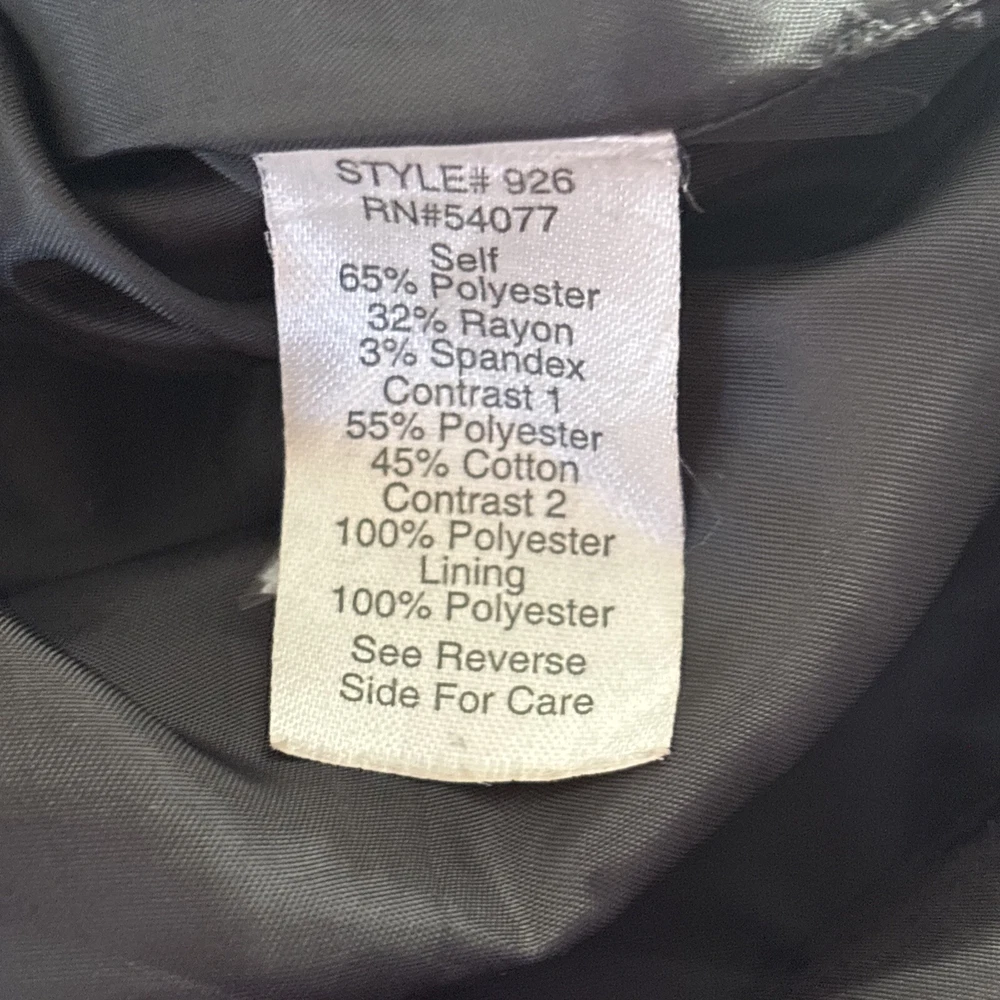 STYLE# 926
RN#54077
Self
65% Polyester
32% Rayon
3% Spandex
Contrast 1
55% Polyester
45% Cotton
Contrast 2
100% Polyester
Lining
100% Polyester
See Reverse
Side For Care